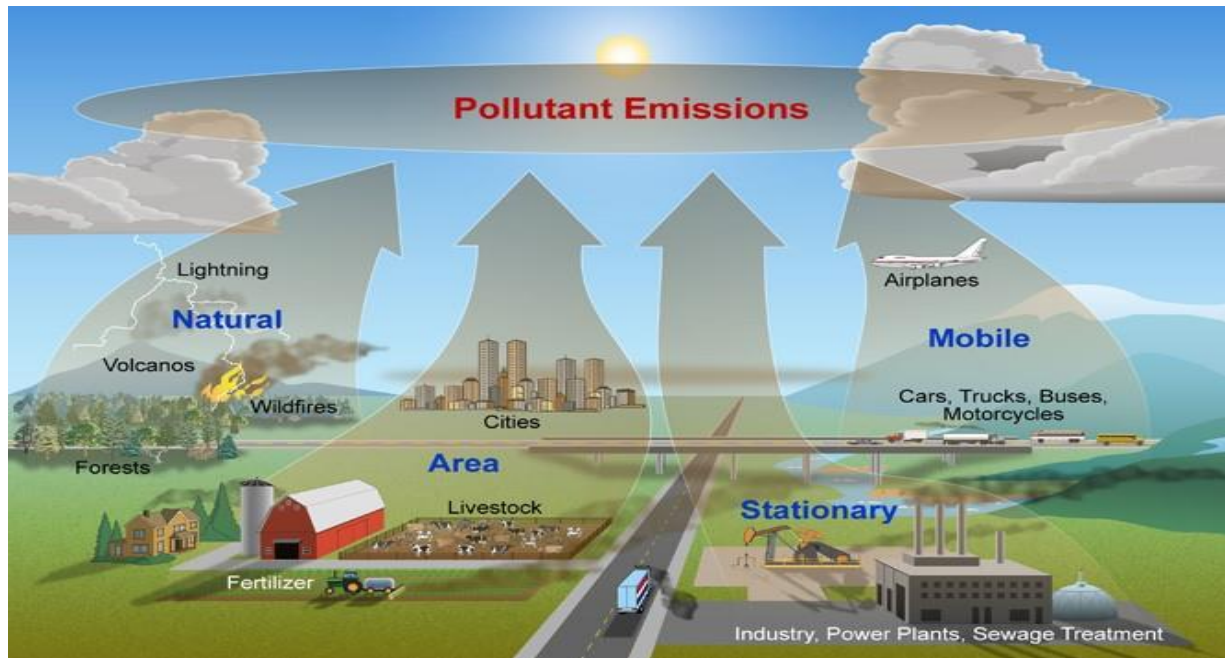 Pollutant Emissions
Lightning
Natural
Volcanos
Wildfires
Forests
Cities
Area
Livestock
Fertilizer
Airplanes
Mobile
Cars, Trucks, Buses,
Motorcycles
Stationary
Industry, Power Plants, Sewage Treatment